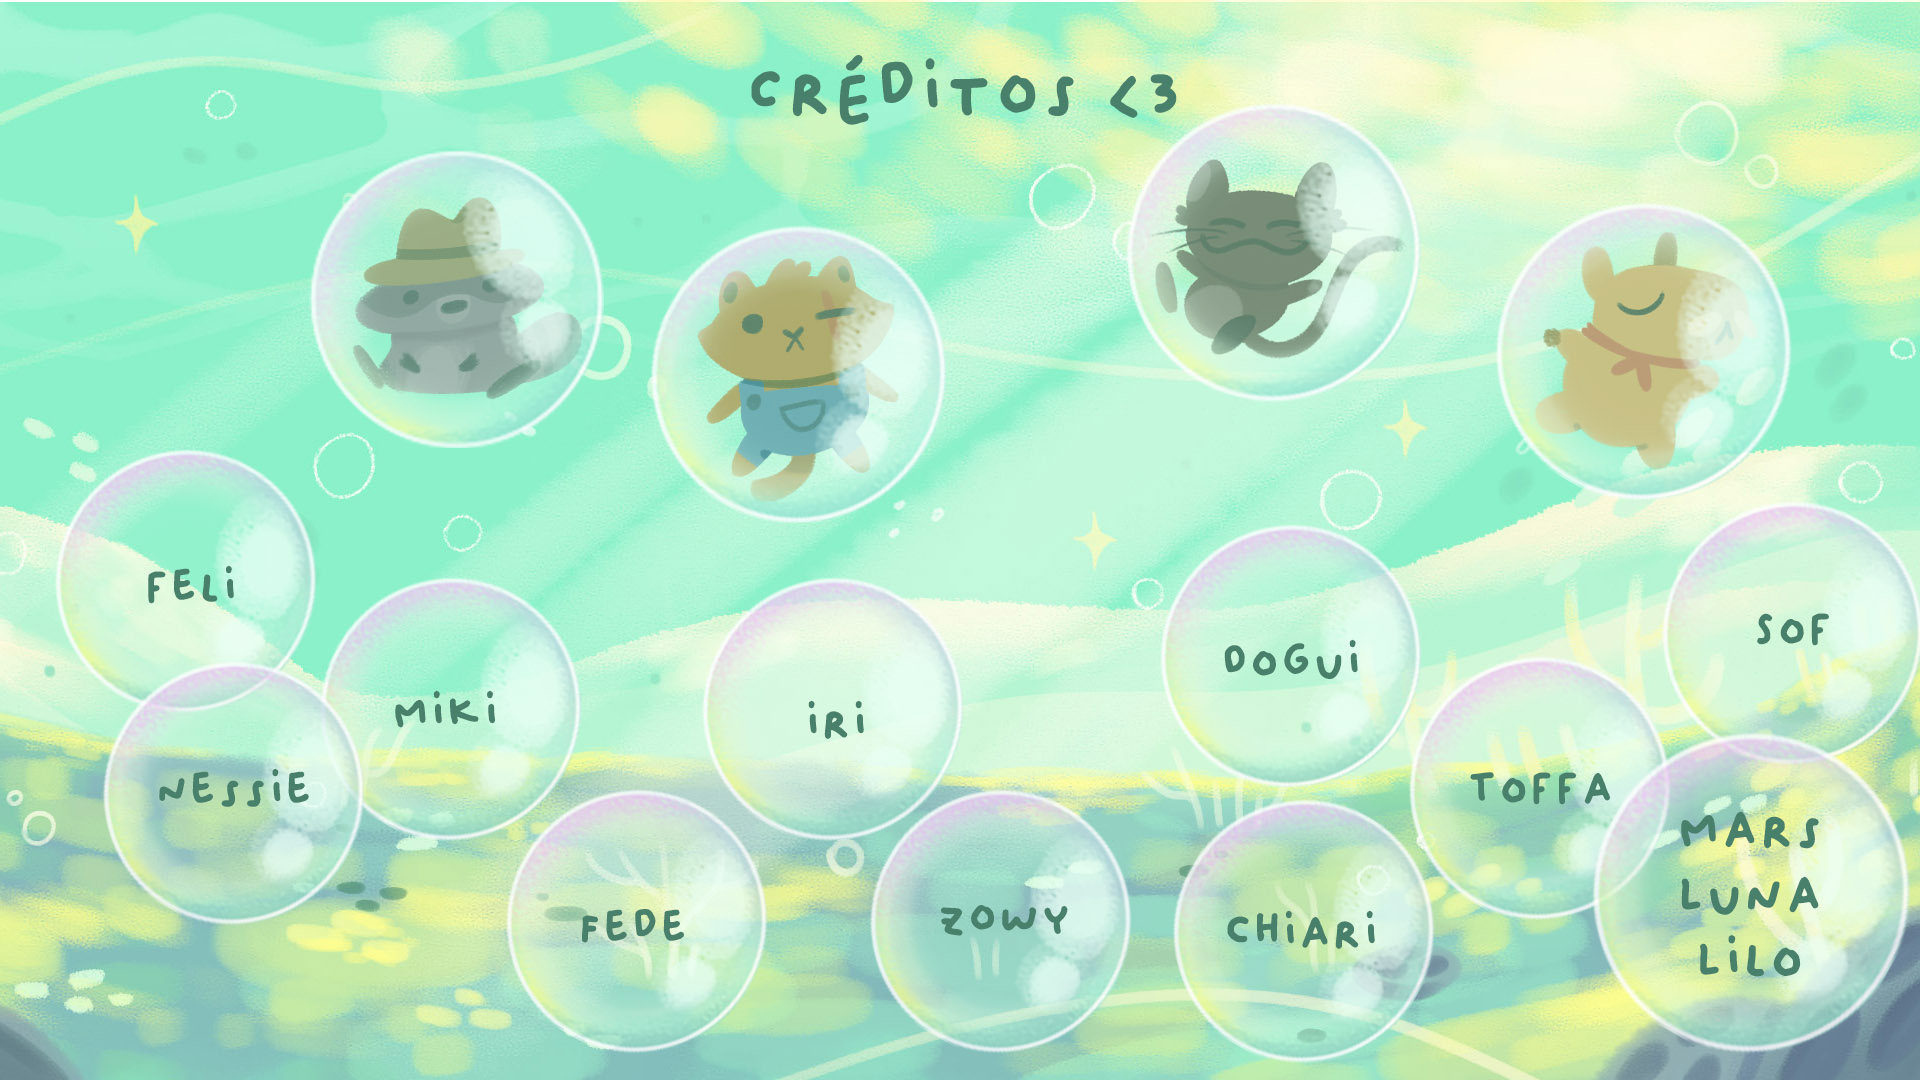 CRÉDiTOS <3
FELi
MiKi
iRi
DOGUi
SOF
NESSiE
TOFFA
FEDE
ZOWY
CHiARi
MARS
LUNA
LiLO